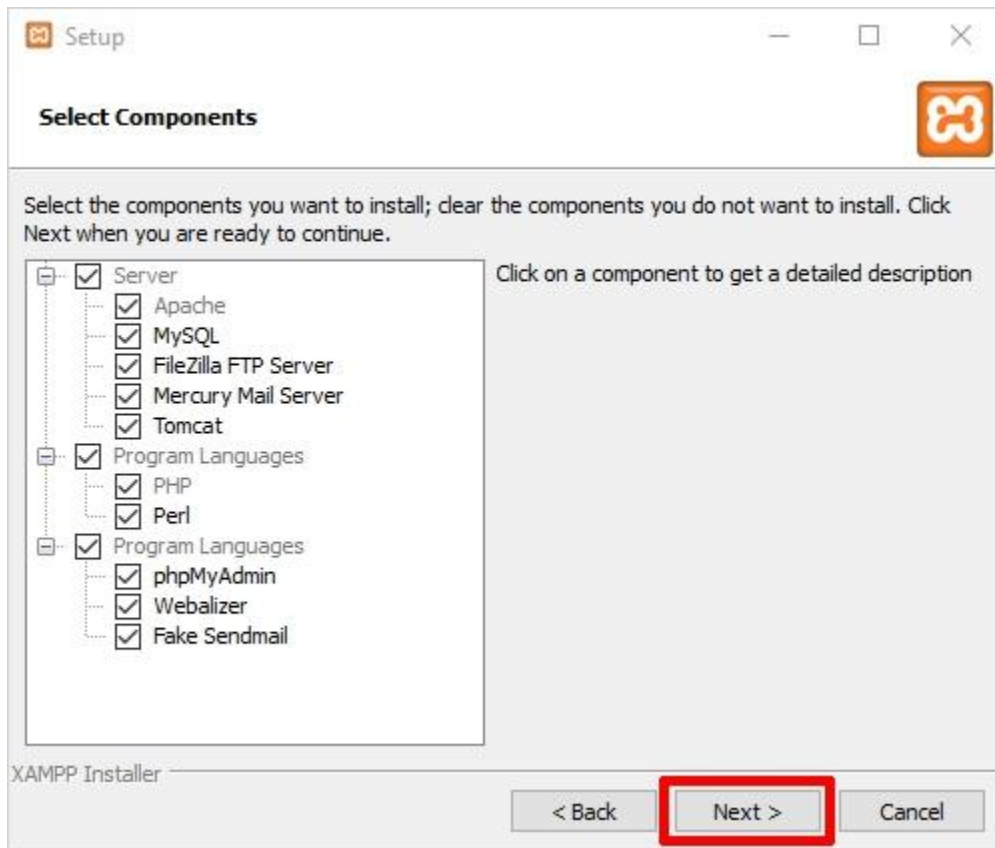 Setup
Select Components
Select the components you want to install; clear the components you do not want to install. Click
Next when you are ready to continue.
Server
Apache
MySQL
FileZilla FTP Server
Mercury Mail Server
Tomcat
Program Languages
PHP
Perl
Program Languages
phpMyAdmin
Webalizer
Fake Sendmail
Click on a component to get a detailed description
XAMPP Installer
< Back
Next >
Cancel